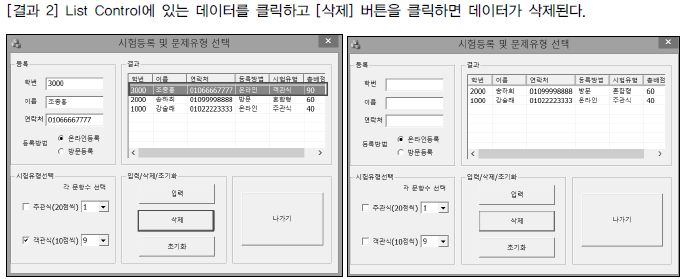 [결과 2] List Control에 있는 데이터를 클릭하고 [삭제] 버튼을 클릭하면 데이터가 삭제된다.
시험등록 및 문제유형 선택
등록
학번 3000
이름 조충홍
연락처 01066667777
등록방법 온라인등록
방문등록
결과
학번 이름 연락처 등록방법 시험유형 총배점
3000 조충홍 01066667777 온라인 객관식 90
2000 송하희 01099998888 방문 혼합형 60
1000 강술래 01022223333 온라인 주관식 40
시험유형선택
각 문항수 선택
주관식(20점씩) 1
객관식(10점씩) 9
입력/삭제/초기화
입력
삭제
초기화
나가기
시험등록 및 문제유형 선택
등록
학번
이름
연락처
등록방법 온라인등록
방문등록
결과
학번 이름 연락처 등록방법 시험유형 총배점
2000 송하희 01099998888 방문 혼합형 60
1000 강술래 01022223333 온라인 주관식 40
시험유형선택
각 문항수 선택
주관식(20점씩) 1
객관식(10점씩) 9
입력/삭제/초기화
입력
삭제
초기화
나가기